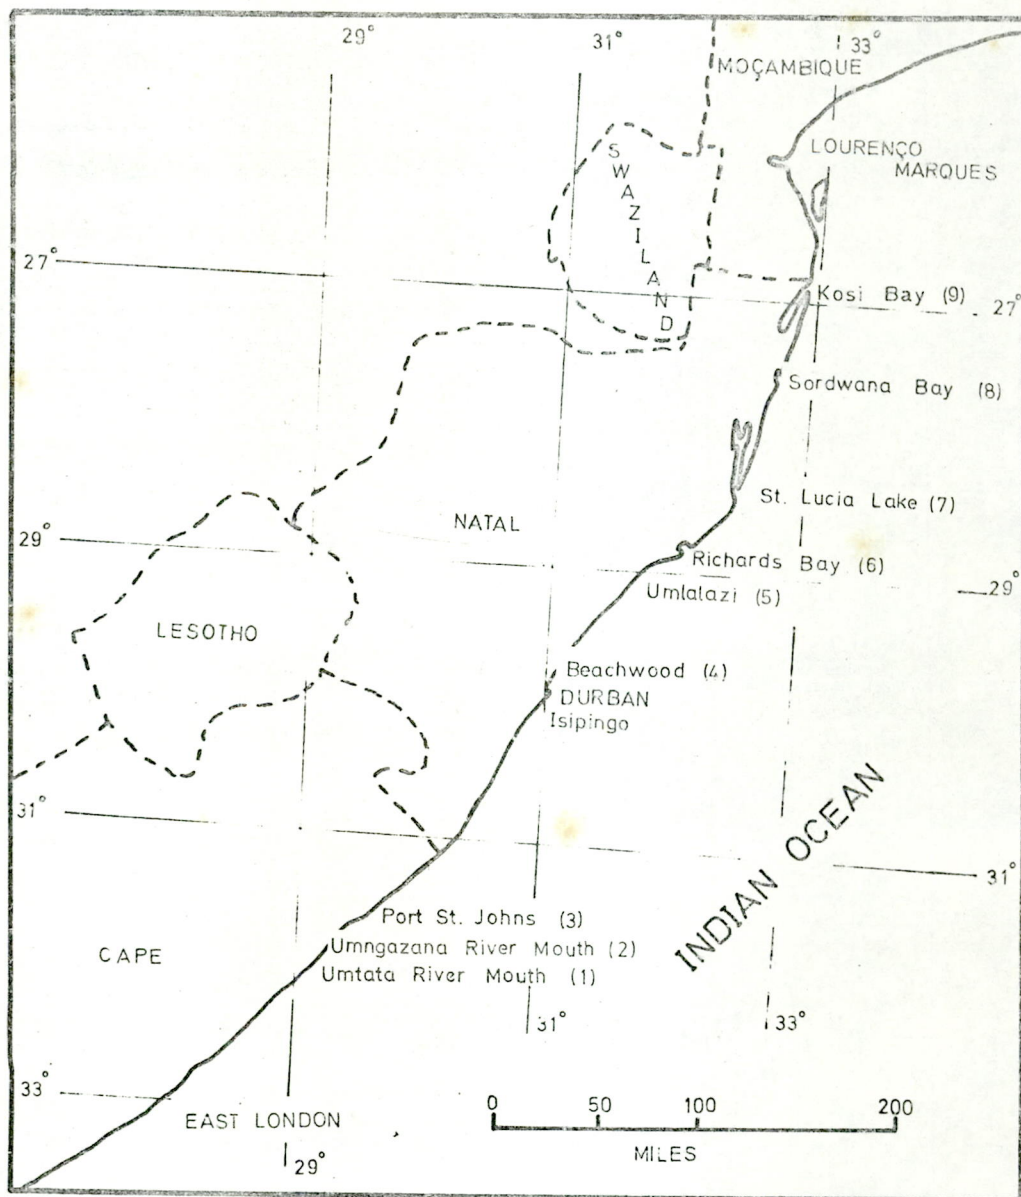 29°
31°
33°
MOÇAMBIQUE
LOURENÇO
MARQUES
SWAZILAND
27°
Kosi Bay (9)
27°
Sordwana Bay (8)
St. Lucia Lake (7)
NATAL
29°
Richards Bay (6)
29°
Umlalazi (5)
LESOTHO
Beachwood (4)
DURBAN
Isipingo
31°
INDIAN OCEAN
31°
Port St. Johns (3)
Umngazana River Mouth (2)
CAPE
Umtata River Mouth (1)
31°
33°
33°
EAST LONDON
0 50 100 200
MILES
29°